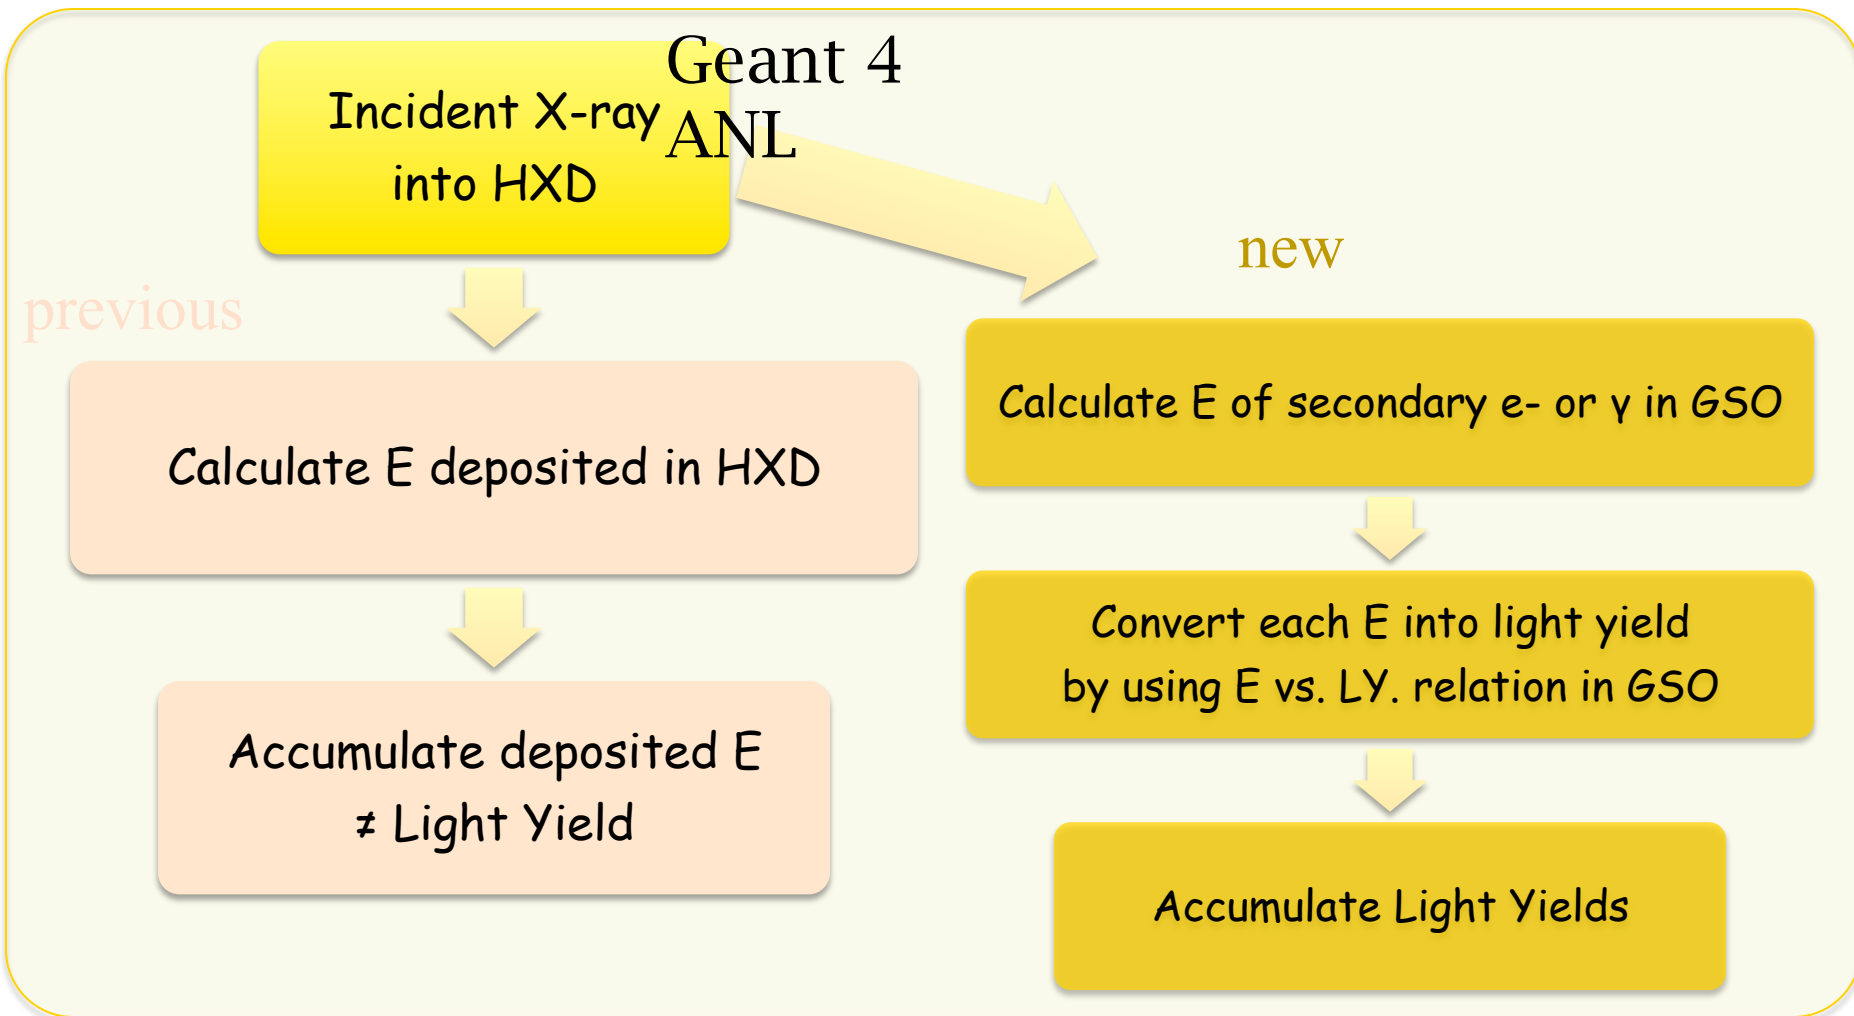 Geant 4
ANL
Incident X-ray
into HXD
previous
Calculate E deposited in HXD
Accumulate deposited E
≠ Light Yield
new
Calculate E of secondary e- or γ in GSO
Convert each E into light yield
by using E vs. LY. relation in GSO
Accumulate Light Yields